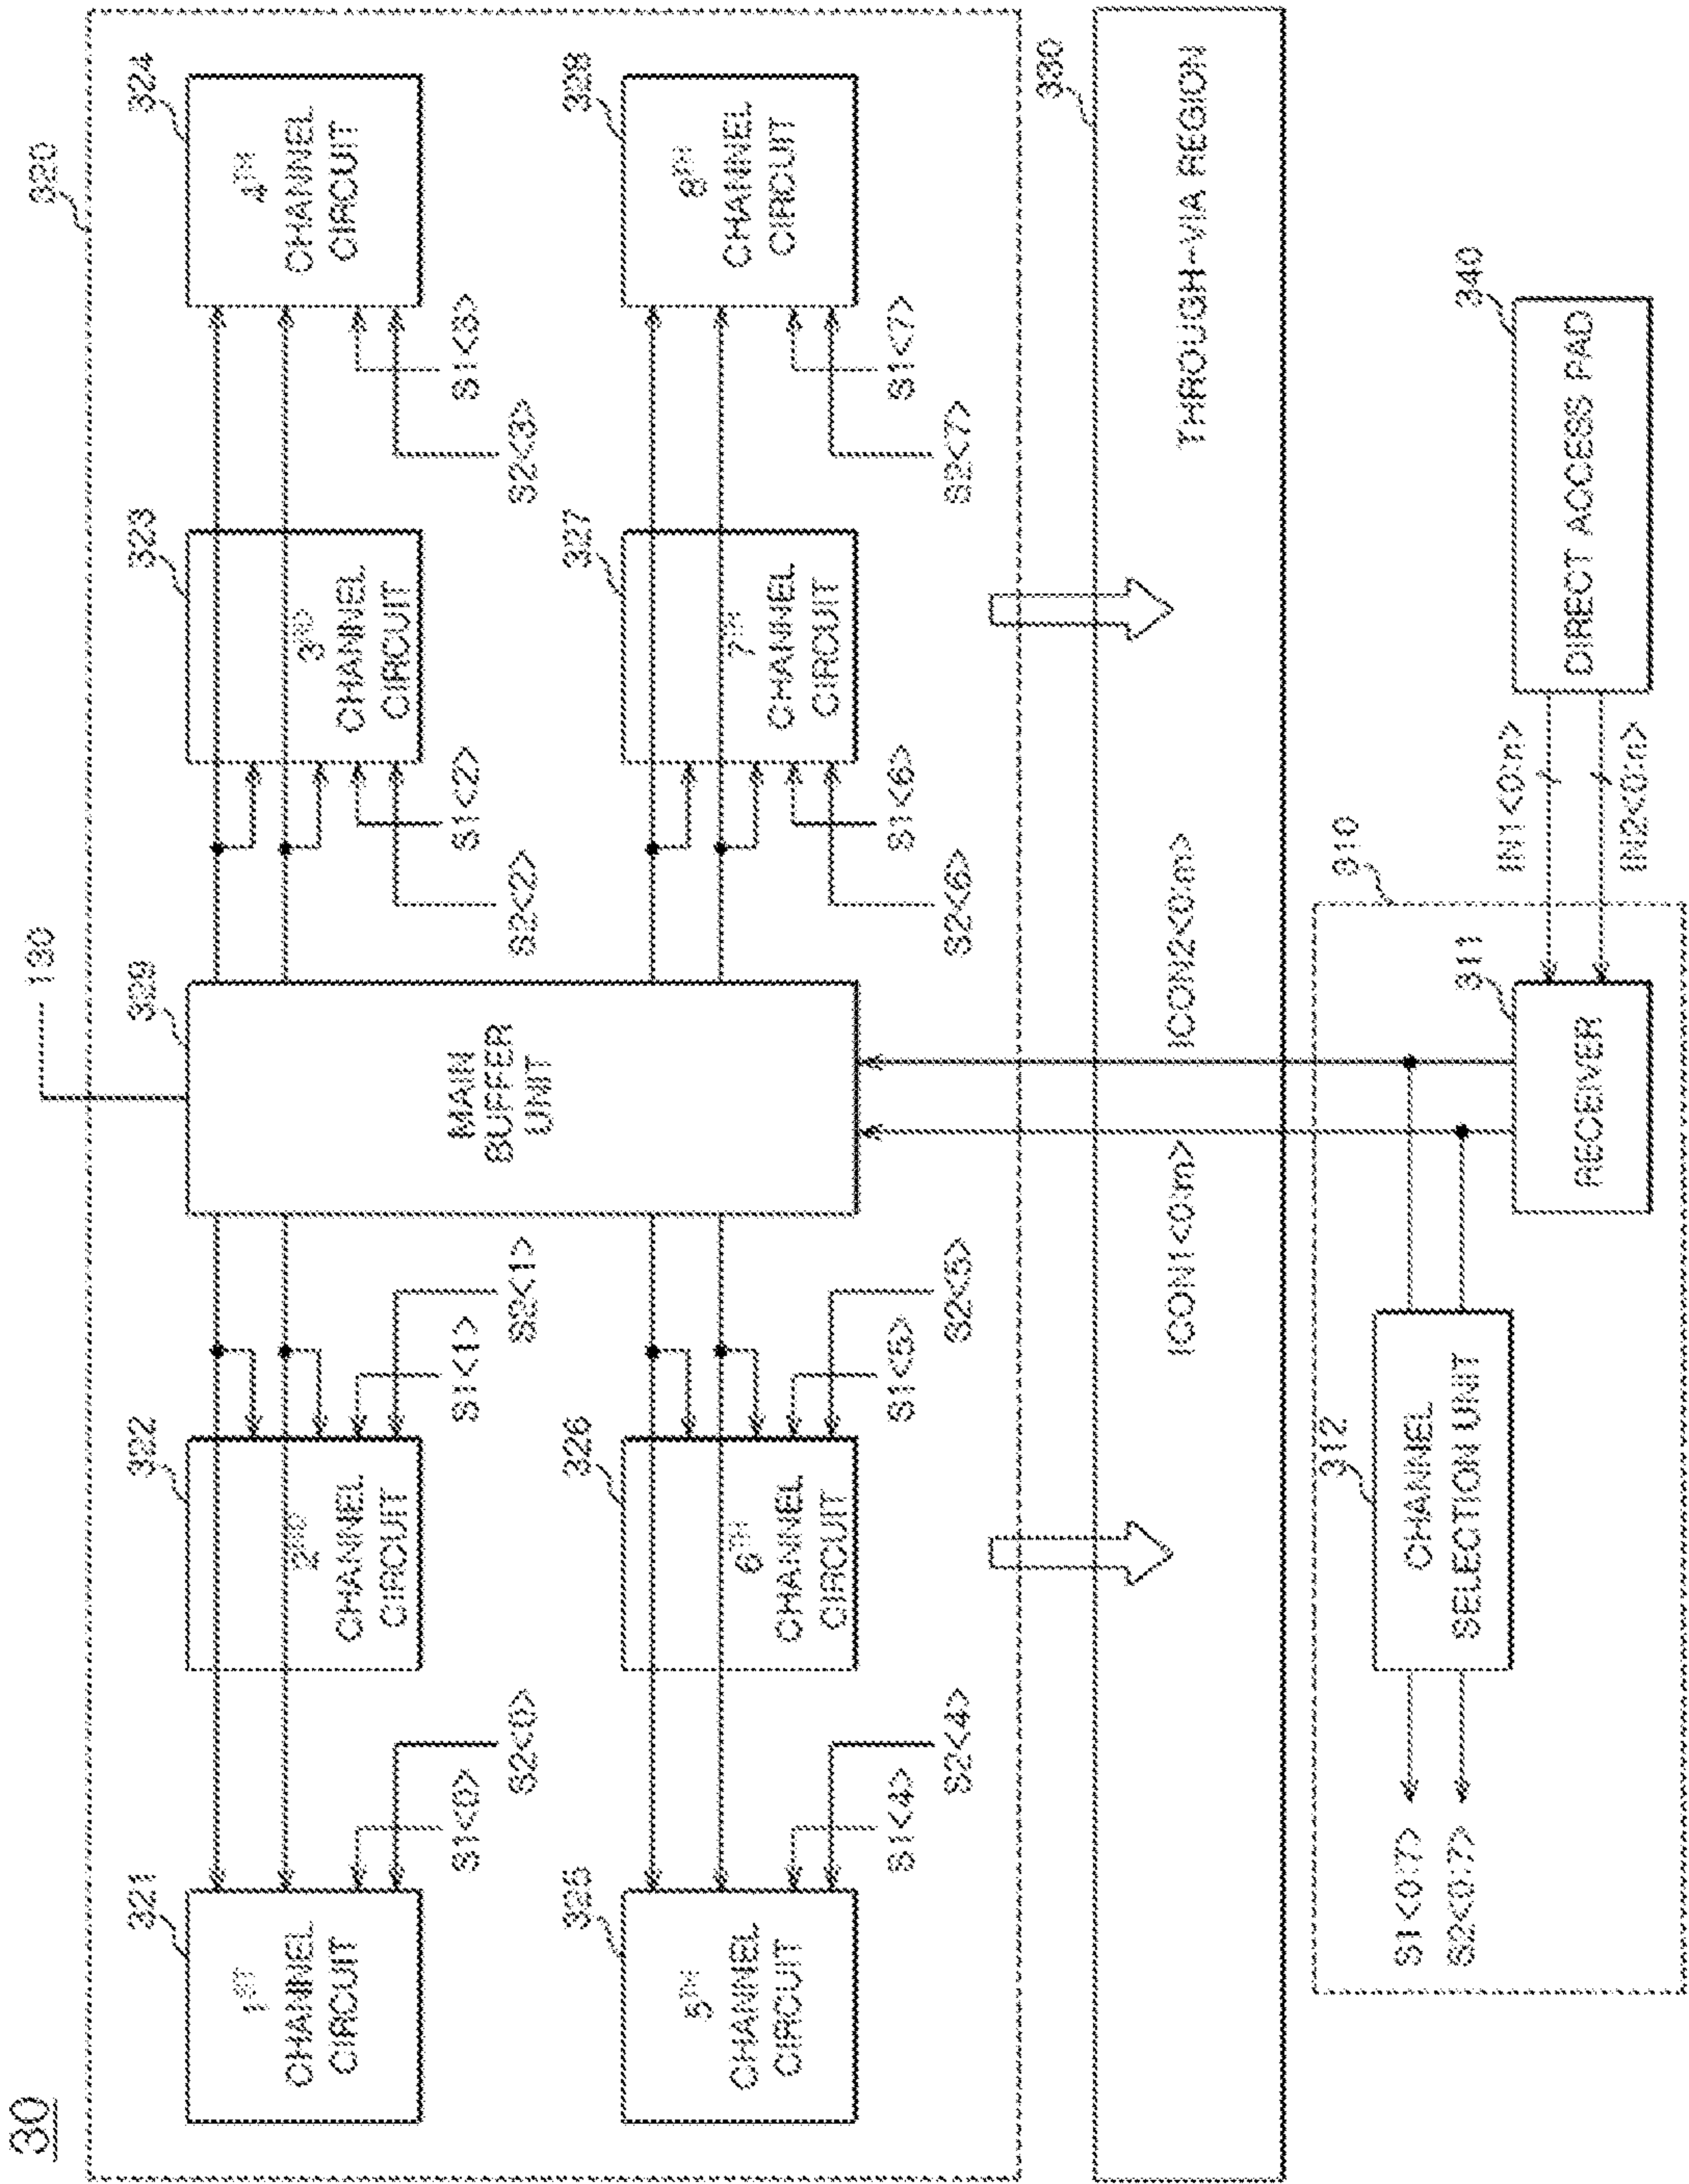 30
320
130
321
322
329
323
324
1ST
CHANNEL
CIRCUIT
2ND
CHANNEL
CIRCUIT
MAIN
BUFFER
UNIT
3RD
CHANNEL
CIRCUIT
4TH
CHANNEL
CIRCUIT
S1<0>
S2<0>
S1<1>
S2<1>
S2<2>
S1<2>
S2<3>
325
326
327
328
5TH
CHANNEL
CIRCUIT
6TH
CHANNEL
CIRCUIT
7TH
CHANNEL
CIRCUIT
8TH
CHANNEL
CIRCUIT
S1<4>
S2<4>
S1<5>
S2<5>
S2<6>
S1<6>
S2<7>
S1<7>
330
ICON1<0:m>
ICON2<0:m>
THROUGH-VIA REGION
310
312
311
340
S1<0:7>
S2<0:7>
CHANNEL
SELECTION UNIT
RECEIVER
IN1<0:n>
IN2<0:n>
DIRECT ACCESS PAD